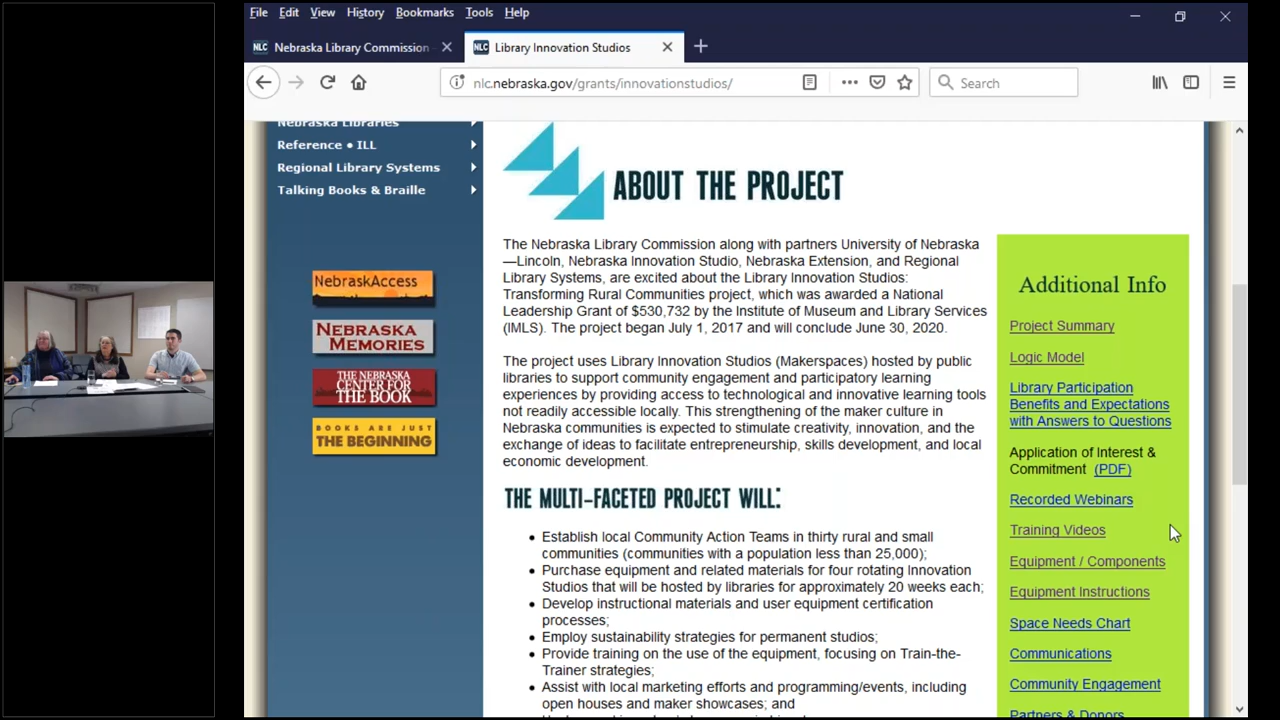 File Edit View History Bookmarks Tools Help
NLC Nebraska Library Commission
NLC Library Innovation Studios
nlc.nebraska.gov/grants/innovationstudios/
Search
Nebraska Libraries
Reference • ILL
Regional Library Systems
Talking Books & Braille
NebraskAccess
NEBRASKA
MEMORIES
THE NEBRASKA
CENTER FOR
THE BOOK
BOOKS ARE JUST
THE BEGINNING
ABOUT THE PROJECT
The Nebraska Library Commission along with partners University of Nebraska
—Lincoln, Nebraska Innovation Studio, Nebraska Extension, and Regional
Library Systems, are excited about the Library Innovation Studios:
Transforming Rural Communities project, which was awarded a National
Leadership Grant of $530,732 by the Institute of Museum and Library Services
(IMLS). The project began July 1, 2017 and will conclude June 30, 2020.
The project uses Library Innovation Studios (Makerspaces) hosted by public
libraries to support community engagement and participatory learning
experiences by providing access to technological and innovative learning tools
not readily accessible locally. This strengthening of the maker culture in
Nebraska communities is expected to stimulate creativity, innovation, and the
exchange of ideas to facilitate entrepreneurship, skills development, and local
economic development.
THE MULTI-FACETED PROJECT WILL:
• Establish local Community Action Teams in thirty rural and small
communities (communities with a population less than 25,000);
• Purchase equipment and related materials for four rotating Innovation
Studios that will be hosted by libraries for approximately 20 weeks each;
• Develop instructional materials and user equipment certification
processes;
• Employ sustainability strategies for permanent studios;
• Provide training on the use of the equipment, focusing on Train-the-
Trainer strategies;
• Assist with local marketing efforts and programming/events, including
open houses and maker showcases; and
Additional Info
Project Summary
Logic Model
Library Participation
Benefits and Expectations
with Answers to Questions
Application of Interest &
Commitment (PDF)
Recorded Webinars
Training Videos
Equipment / Components
Equipment Instructions
Space Needs Chart
Communications
Community Engagement
Partners & Donors